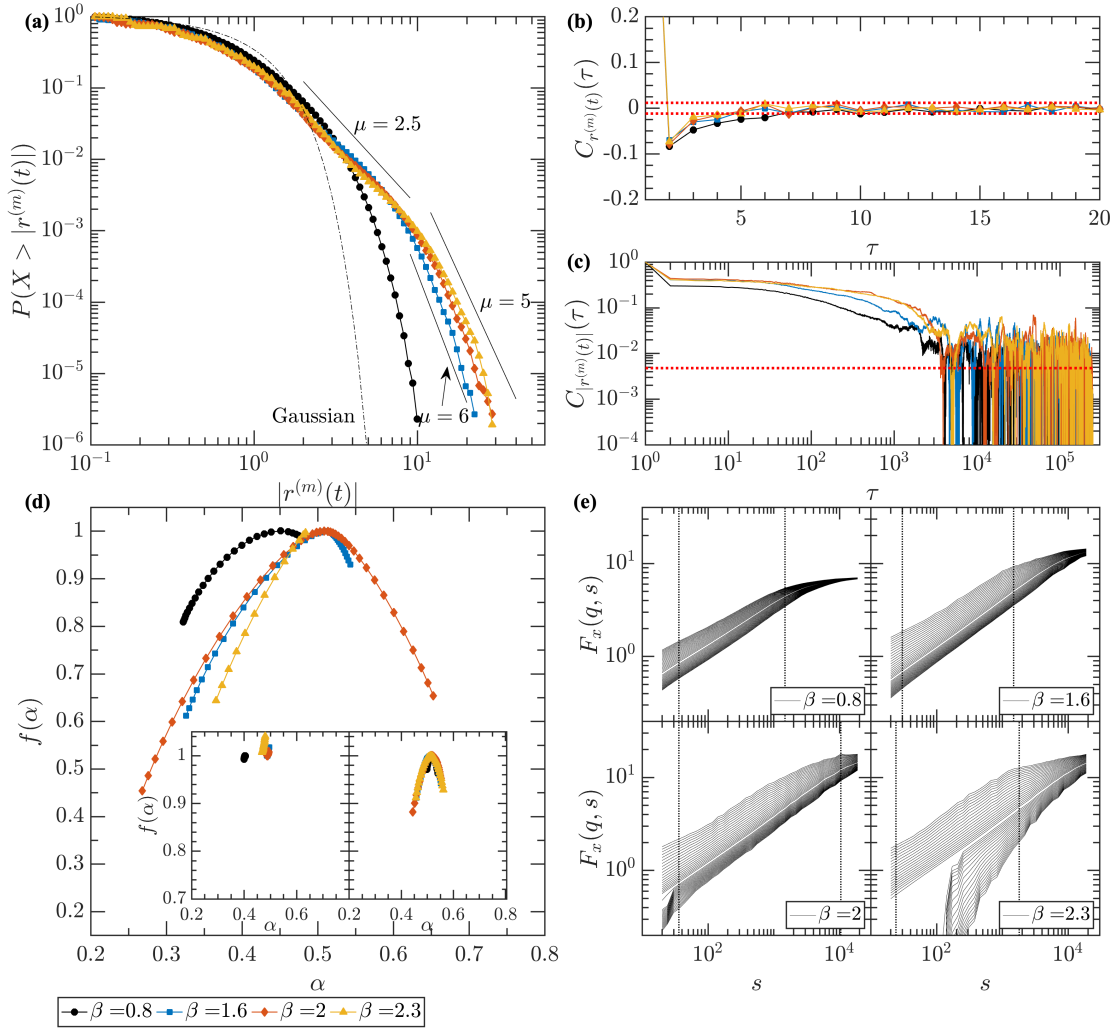 (a)
10^0
10^-1
10^-2
10^-3
10^-4
10^-5
10^-6
10^-1
10^0
10^1
P(X > |r^(m)(t)|)
|r^(m)(t)|
μ = 2.5
μ = 5
μ = 6
Gaussian
(b)
0.2
0.1
0
-0.1
-0.2
5
10
15
20
C_{r^(m)(t)}(τ)
τ
(c)
10^0
10^-1
10^-2
10^-3
10^-4
10^0
10^1
10^2
10^3
10^4
10^5
C_{|r^(m)(t)|}(τ)
τ
(d)
1
0.9
0.8
0.7
0.6
0.5
0.4
0.3
0.2
0.2
0.3
0.4
0.5
0.6
0.7
0.8
f(α)
α
1
0.9
0.8
0.7
0.2
0.4
0.6
0.2
0.4
0.6
0.8
f(α)
α
α
β =0.8
β =1.6
β =2
β =2.3
(e)
10^1
10^0
F_x(q, s)
β =0.8
β =1.6
10^1
10^0
F_x(q, s)
β =2
β =2.3
10^2
10^4
10^2
10^4
s
s